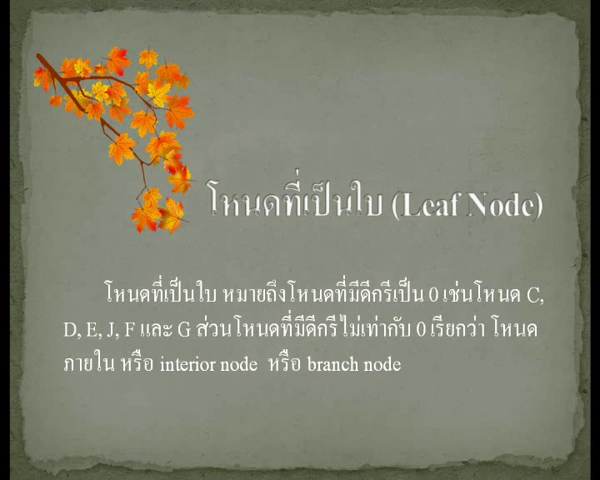 โหนดที่เป็นใบ (Leaf Node)
โหนดที่เป็นใบ หมายถึงโหนดที่มีดีกรีเป็น 0 เช่นโหนด C,
D, E, J, F และ G ส่วนโหนดที่มีดีกรีไม่เท่ากับ 0 เรียกว่า โหนด
ภายใน หรือ interior node หรือ branch node